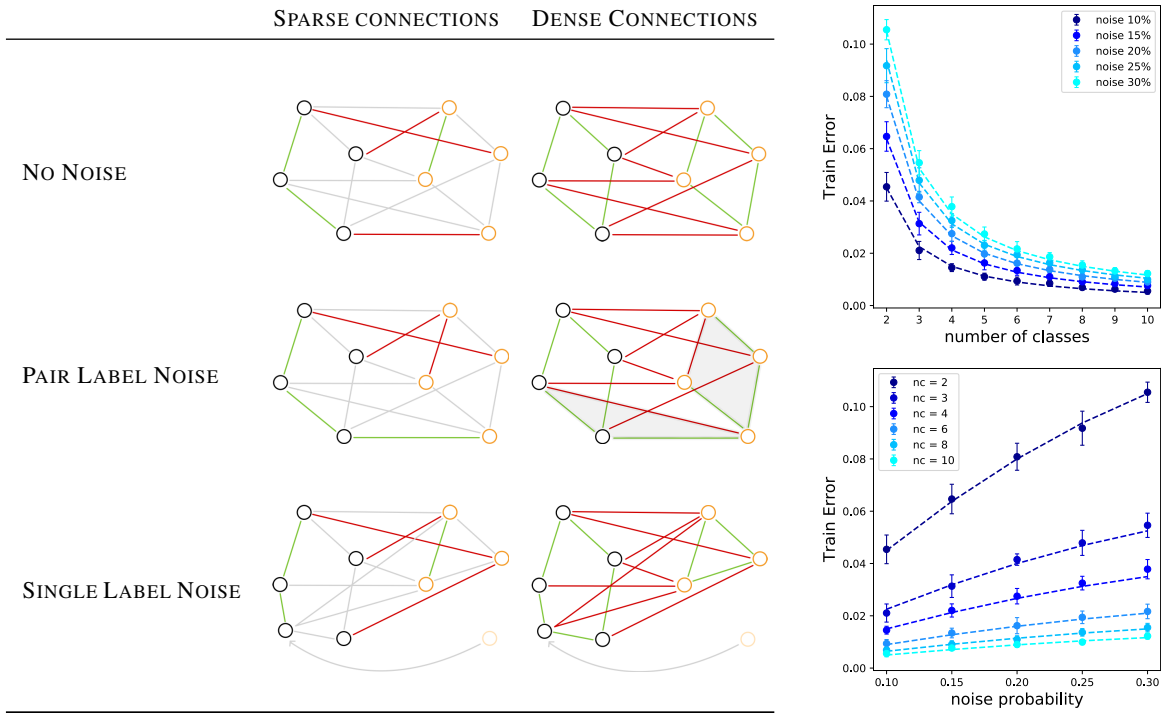 SPARSE CONNECTIONS DENSE CONNECTIONS
NO NOISE
PAIR LABEL NOISE
SINGLE LABEL NOISE
Train Error
0.10
0.08
0.06
0.04
0.02
0.00
noise 10%
noise 15%
noise 20%
noise 25%
noise 30%
2 3 4 5 6 7 8 9 10
number of classes
Train Error
0.10
0.08
0.06
0.04
0.02
0.00
nc = 2
nc = 3
nc = 4
nc = 6
nc = 8
nc = 10
0.10 0.15 0.20 0.25 0.30
noise probability